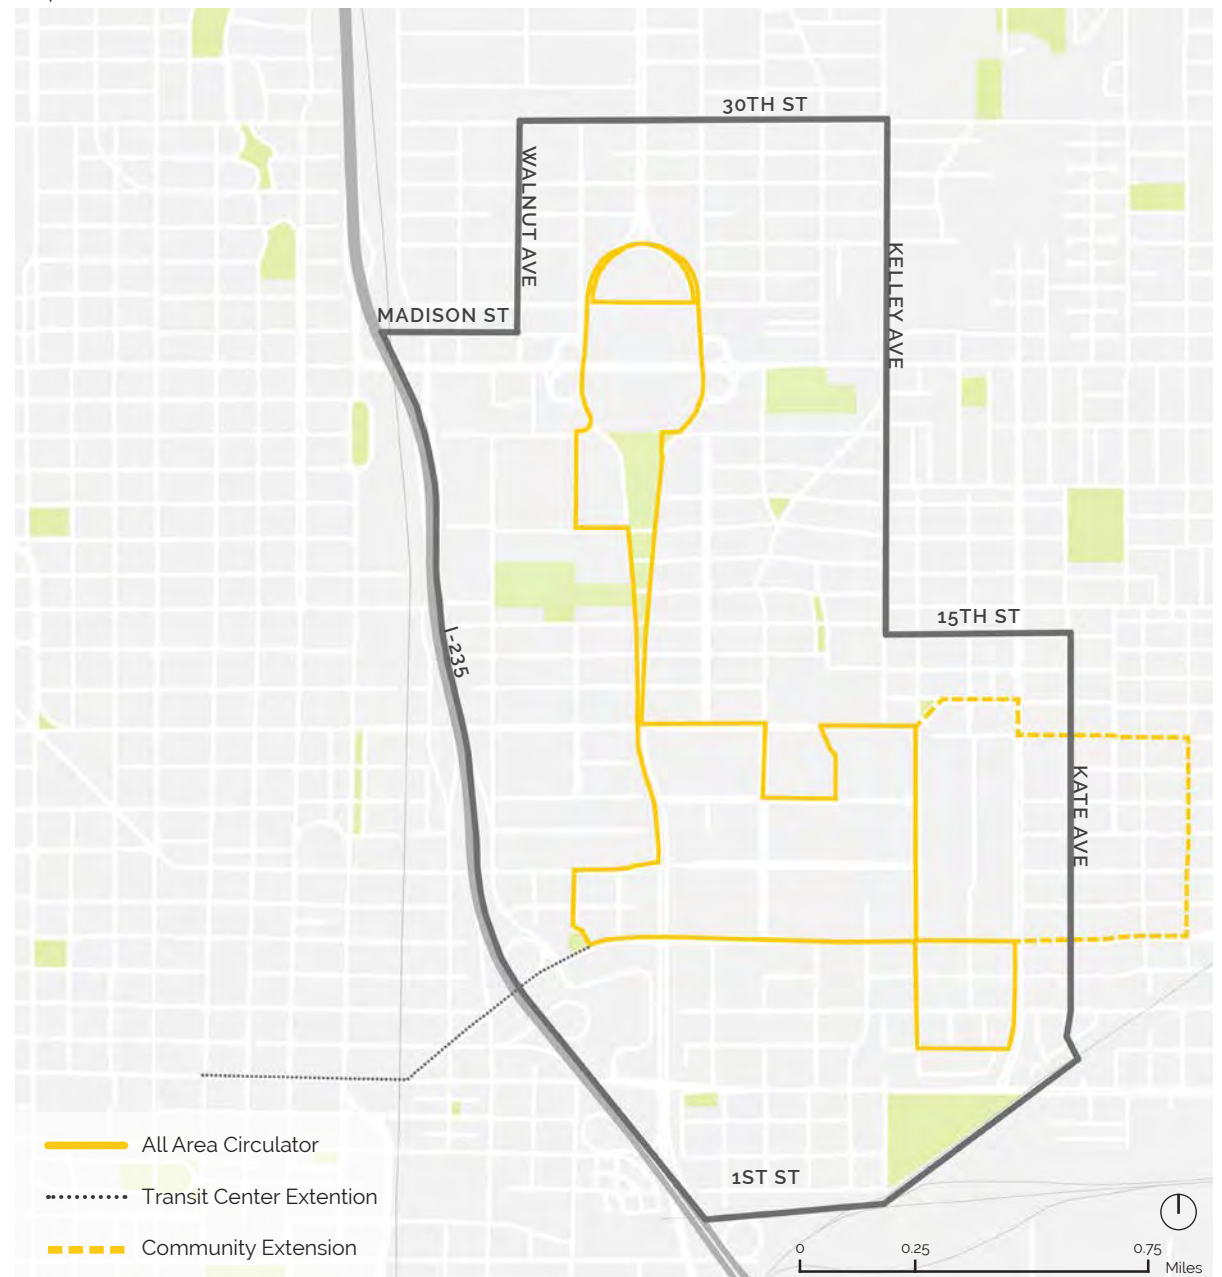 30TH ST
WALNUT AVE
KELLEY AVE
MADISON ST
15TH ST
I-235
KATE AVE
1ST ST
All Area Circulator
Transit Center Extention
Community Extension
0 0.25 0.75
Miles